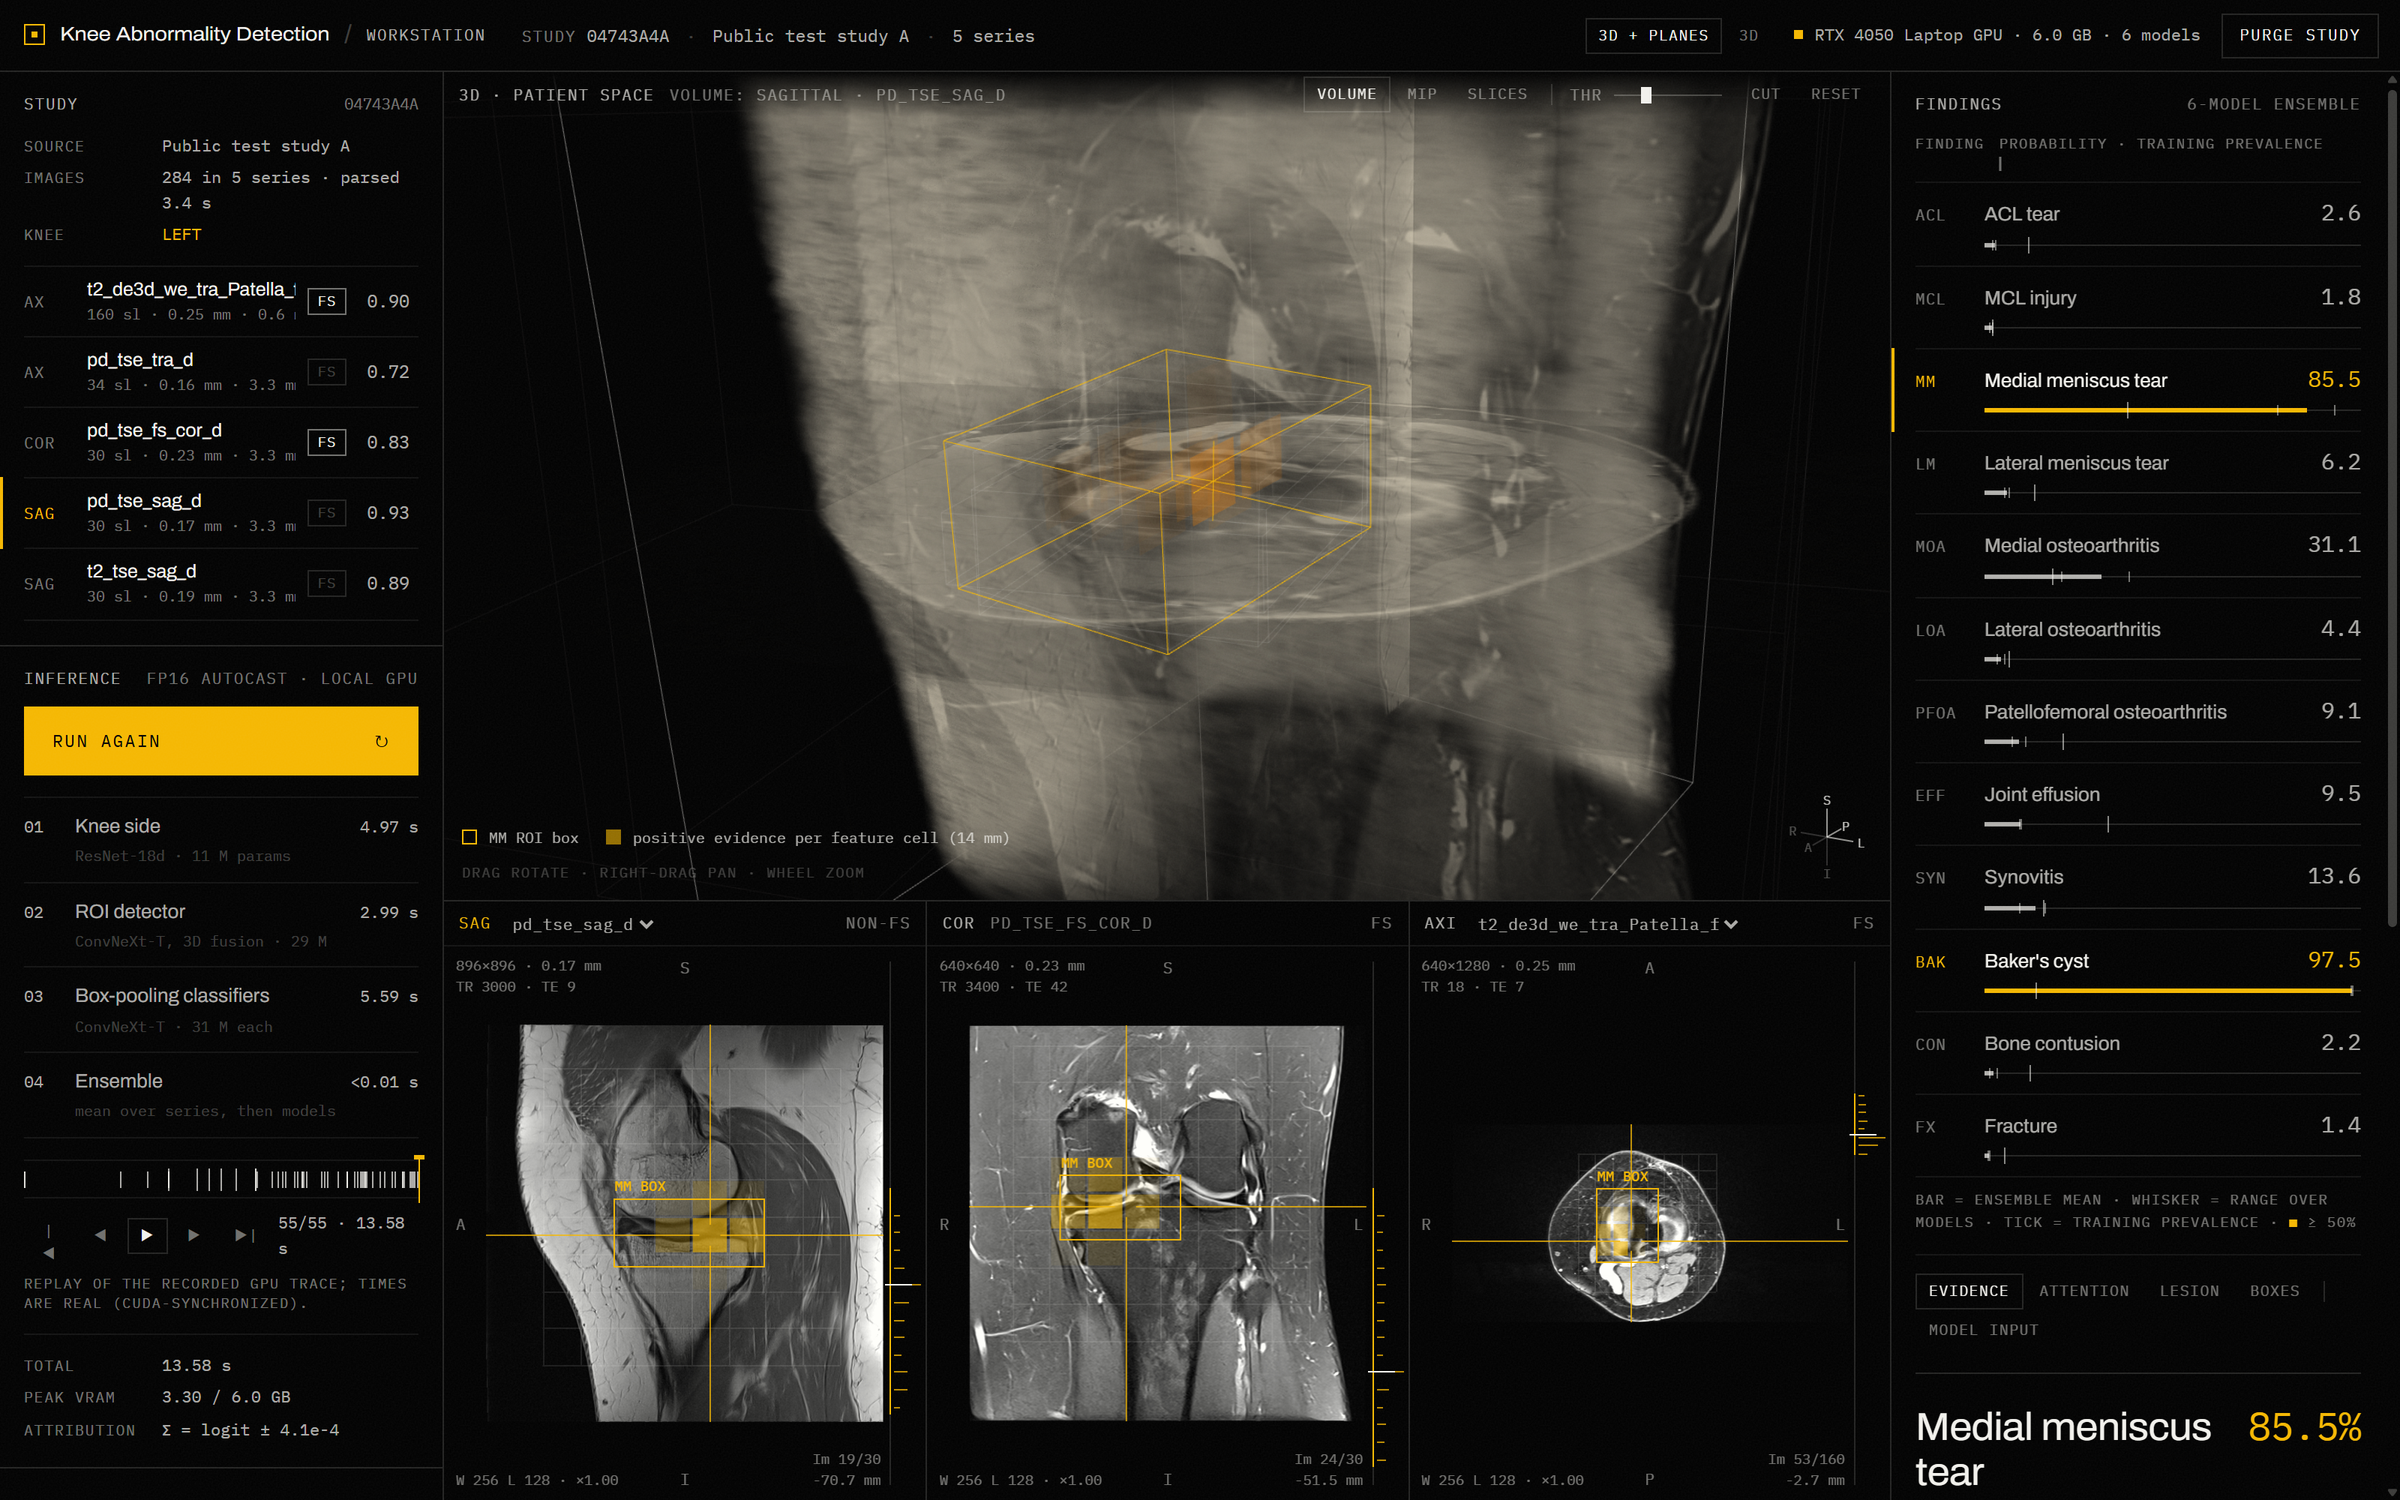 Knee Abnormality Detection / WORKSTATION STUDY 04743A4A · Public test study A · 5 series
3D + PLANES 3D RTX 4050 Laptop GPU · 6.0 GB · 6 models PURGE STUDY
STUDY 04743A4A
SOURCE Public test study A
IMAGES 284 in 5 series · parsed
3.4 s
KNEE LEFT
AX t2_de3d_we_tra_Patella_ FS 0.90
160 sl · 0.25 mm · 0.6
AX pd_tse_tra_d FS 0.72
34 sl · 0.16 mm · 3.3 m
COR pd_tse_fs_cor_d FS 0.83
30 sl · 0.23 mm · 3.3 m
SAG pd_tse_sag_d FS 0.93
30 sl · 0.17 mm · 3.3 m
SAG t2_tse_sag_d FS 0.89
30 sl · 0.19 mm · 3.3 m
INFERENCE FP16 AUTOCAST · LOCAL GPU
RUN AGAIN ↻
01 Knee side 4.97 s
ResNet-18d · 11 M params
02 ROI detector 2.99 s
ConvNeXt-T, 3D fusion · 29 M
03 Box-pooling classifiers 5.59 s
ConvNeXt-T · 31 M each
04 Ensemble <0.01 s
mean over series, then models
55/55 · 13.58
s
REPLAY OF THE RECORDED GPU TRACE; TIMES
ARE REAL (CUDA-SYNCHRONIZED).
TOTAL 13.58 s
PEAK VRAM 3.30 / 6.0 GB
ATTRIBUTION Σ = logit ± 4.1e-4
3D · PATIENT SPACE VOLUME: SAGITTAL · PD_TSE_SAG_D
VOLUME MIP SLICES THR CUT RESET
MM ROI box positive evidence per feature cell (14 mm)
DRAG ROTATE · RIGHT-DRAG PAN · WHEEL ZOOM
S
R P
A L
I
SAG pd_tse_sag_d NON-FS
896×896 · 0.17 mm S
TR 3000 · TE 9
MM BOX
A
Im 19/30
W 256 L 128 · ×1.00 I -70.7 mm
COR PD_TSE_FS_COR_D FS
640×640 · 0.23 mm S
TR 3400 · TE 42
MM BOX
R L
Im 24/30
W 256 L 128 · ×1.00 I -51.5 mm
AXI t2_de3d_we_tra_Patella_f FS
640×1280 · 0.25 mm A
TR 18 · TE 7
MM BOX
R L
Im 53/160
W 256 L 128 · ×1.00 P -2.7 mm
FINDINGS 6-MODEL ENSEMBLE
FINDING PROBABILITY · TRAINING PREVALENCE
ACL ACL tear 2.6
MCL MCL injury 1.8
MM Medial meniscus tear 85.5
LM Lateral meniscus tear 6.2
MOA Medial osteoarthritis 31.1
LOA Lateral osteoarthritis 4.4
PFOA Patellofemoral osteoarthritis 9.1
EFF Joint effusion 9.5
SYN Synovitis 13.6
BAK Baker's cyst 97.5
CON Bone contusion 2.2
FX Fracture 1.4
BAR = ENSEMBLE MEAN · WHISKER = RANGE OVER
MODELS · TICK = TRAINING PREVALENCE · ■ ≥ 50%
EVIDENCE ATTENTION LESION BOXES
MODEL INPUT
Medial meniscus 85.5%
tear